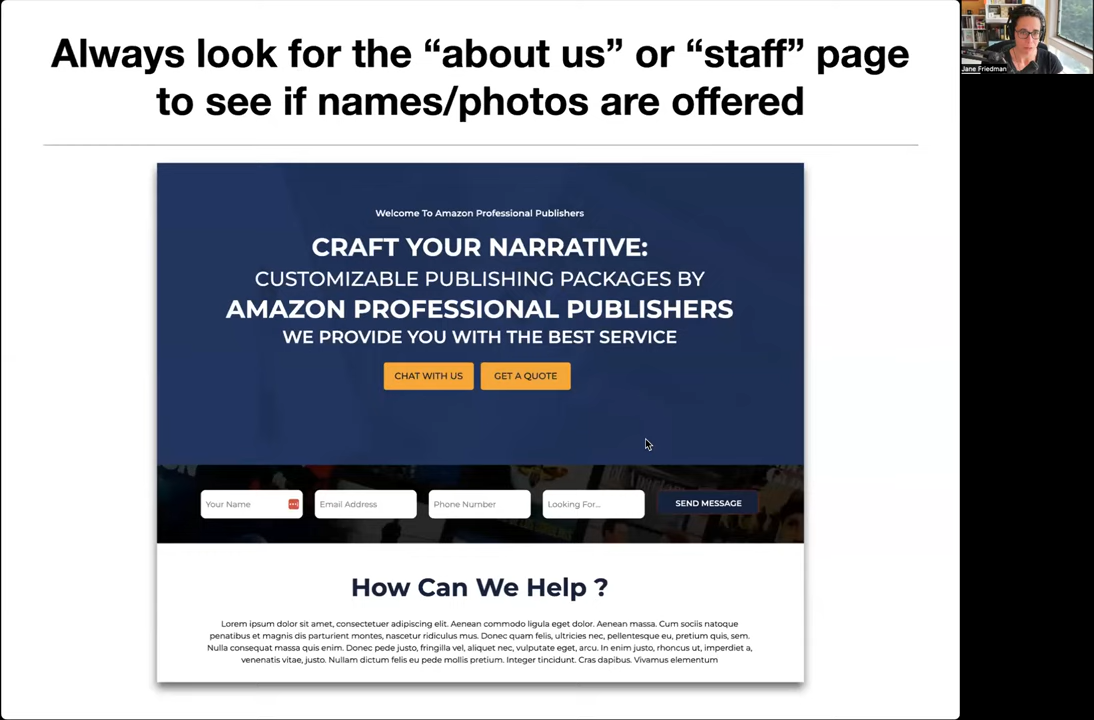 Always look for the “about us” or “staff” page
to see if names/photos are offered
Jane Friedman
Welcome To Amazon Professional Publishers
CRAFT YOUR NARRATIVE:
CUSTOMIZABLE PUBLISHING PACKAGES BY
AMAZON PROFESSIONAL PUBLISHERS
WE PROVIDE YOU WITH THE BEST SERVICE
CHAT WITH US GET A QUOTE
Your Name Email Address Phone Number Looking For... SEND MESSAGE
How Can We Help ?
Lorem ipsum dolor sit amet, consectetuer adipiscing elit. Aenean commodo ligula eget dolor. Aenean massa. Cum sociis natoque
penatibus et magnis dis parturient montes, nascetur ridiculus mus. Donec quam felis, ultricies nec, pellentesque eu, pretium quis, sem.
Nulla consequat massa quis enim. Donec pede justo, fringilla vel, aliquet nec, vulputate eget, arcu. In enim justo, rhoncus ut, imperdiet a,
venenatis vitae, justo. Nullam dictum felis eu pede mollis pretium. Integer tincidunt. Cras dapibus. Vivamus elementum